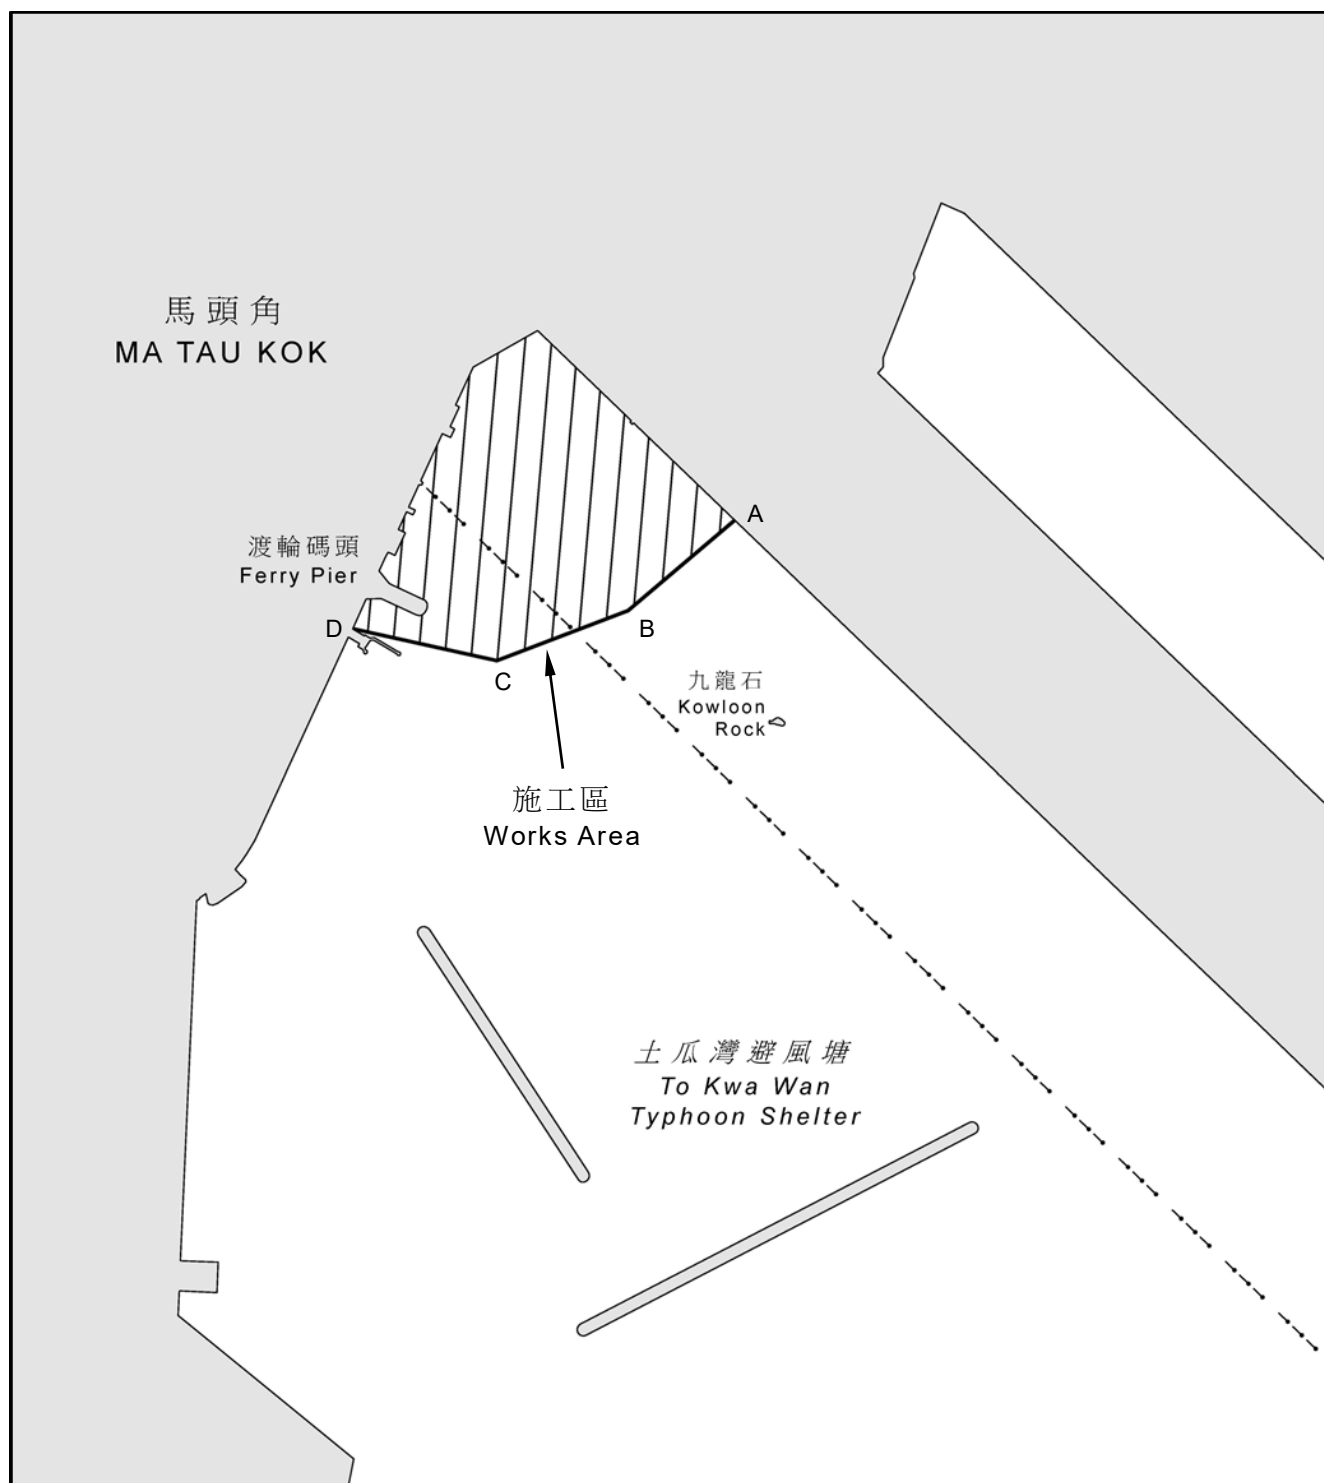 馬頭角
MA TAU KOK
A
渡輪碼頭
Ferry Pier
D
B
C
九龍石
Kowloon
Rock
施工區
Works Area
土瓜灣避風塘
To Kwa Wan
Typhoon Shelter